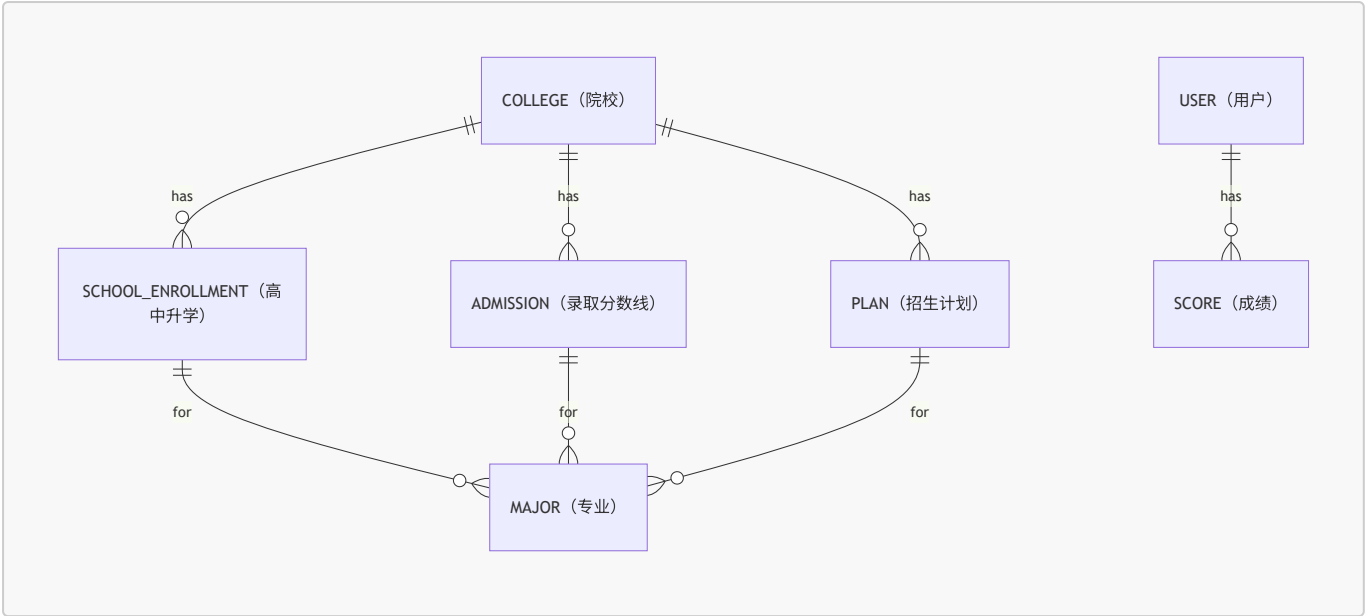 COLLEGE（院校）
USER（用户）
has
has
has
has
SCHOOL_ENROLLMENT（高
中升学）
ADMISSION（录取分数线）
PLAN（招生计划）
SCORE（成绩）
for
for
for
MAJOR（专业）